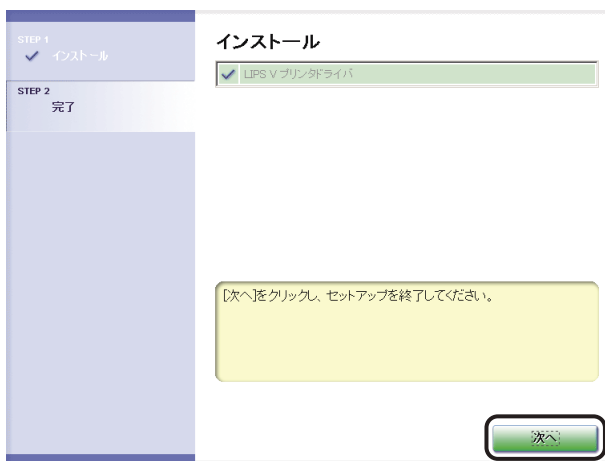 STEP 1
インストール
STEP 2
完了
インストール
LIPS V プリンタドライバ
[次へ]をクリックし、セットアップを終了してください。
次へ